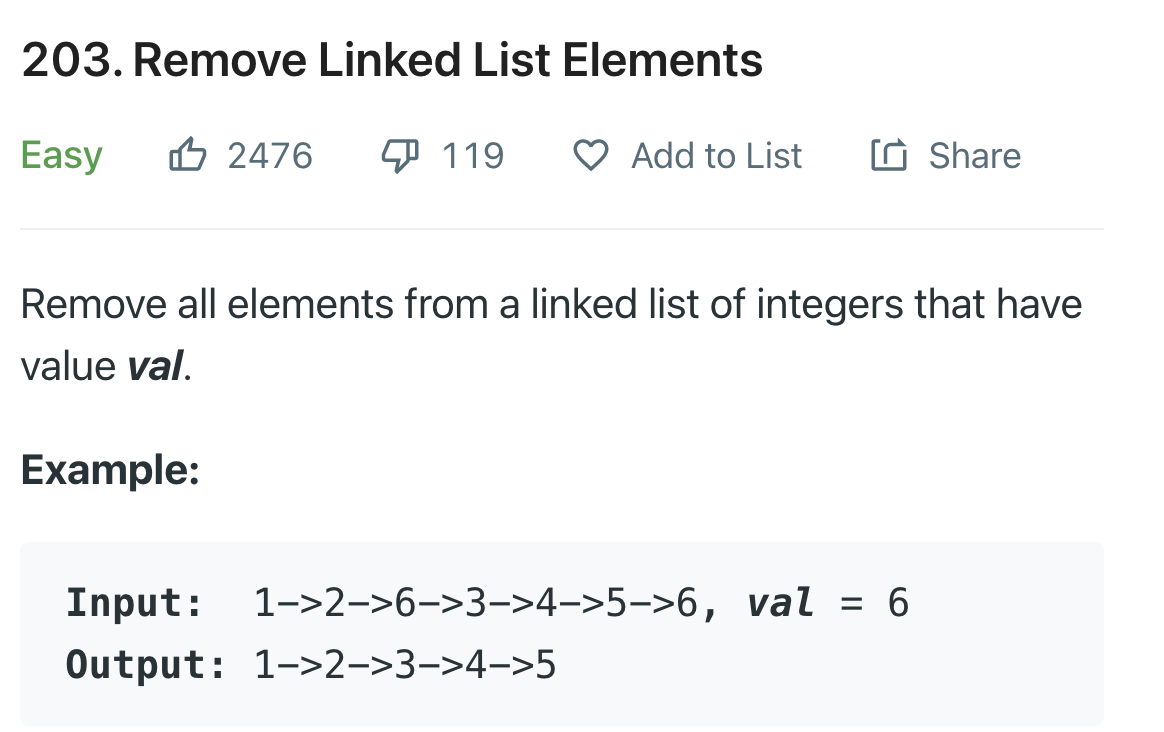 203. Remove Linked List Elements
Easy 2476 119 Add to List Share
Remove all elements from a linked list of integers that have
value val.
Example:
Input:  1->2->6->3->4->5->6, val = 6
Output: 1->2->3->4->5